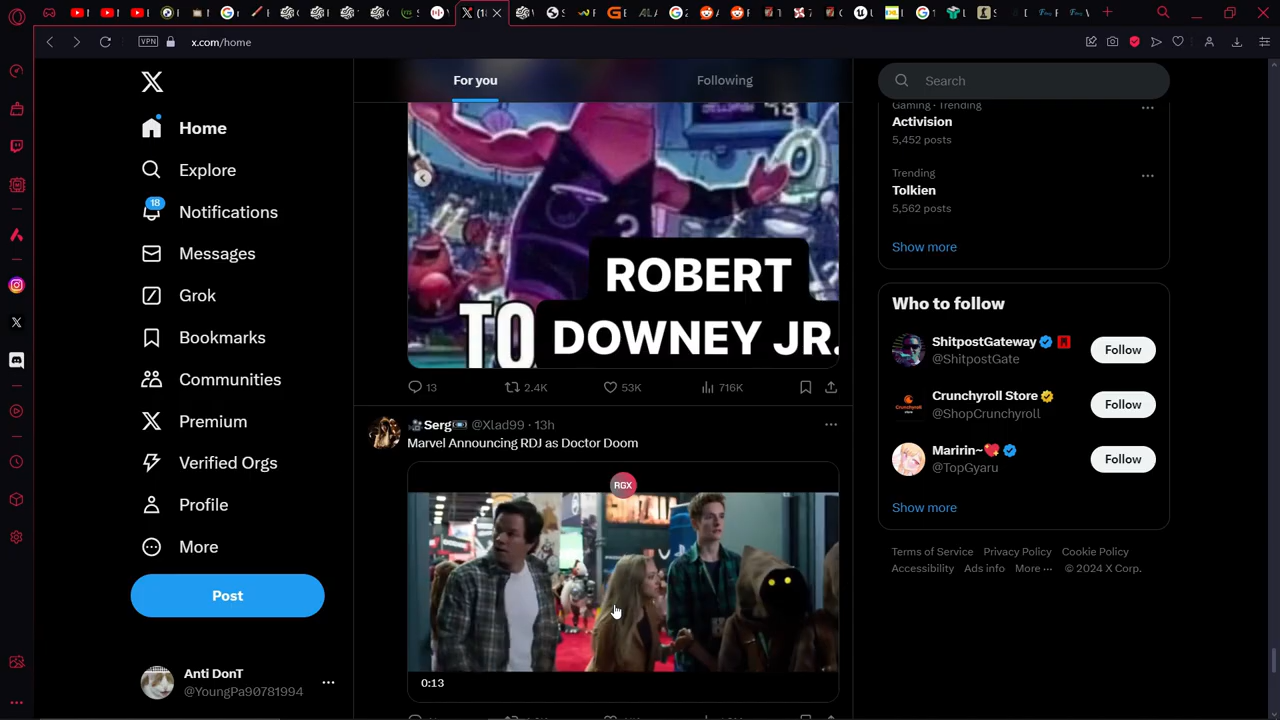 VPN
x.com/home
Home
Explore
18
Notifications
Messages
Grok
Bookmarks
Communities
Premium
Verified Orgs
Profile
More
Post
Anti DonT
@YoungPa90781994
For you
Following
ROBERT
TO DOWNEY JR.
13
2.4K
53K
716K
Serg
@Xlad99 · 13h
Marvel Announcing RDJ as Doctor Doom
RGX
0:13
Search
Gaming · Trending
Activision
5,452 posts
Trending
Tolkien
5,562 posts
Show more
Who to follow
ShitpostGateway
@ShitpostGate
Follow
Crunchyroll Store
@ShopCrunchyroll
Follow
Maririn~
@TopGyaru
Follow
Show more
Terms of Service Privacy Policy Cookie Policy
Accessibility Ads info More ··· © 2024 X Corp.